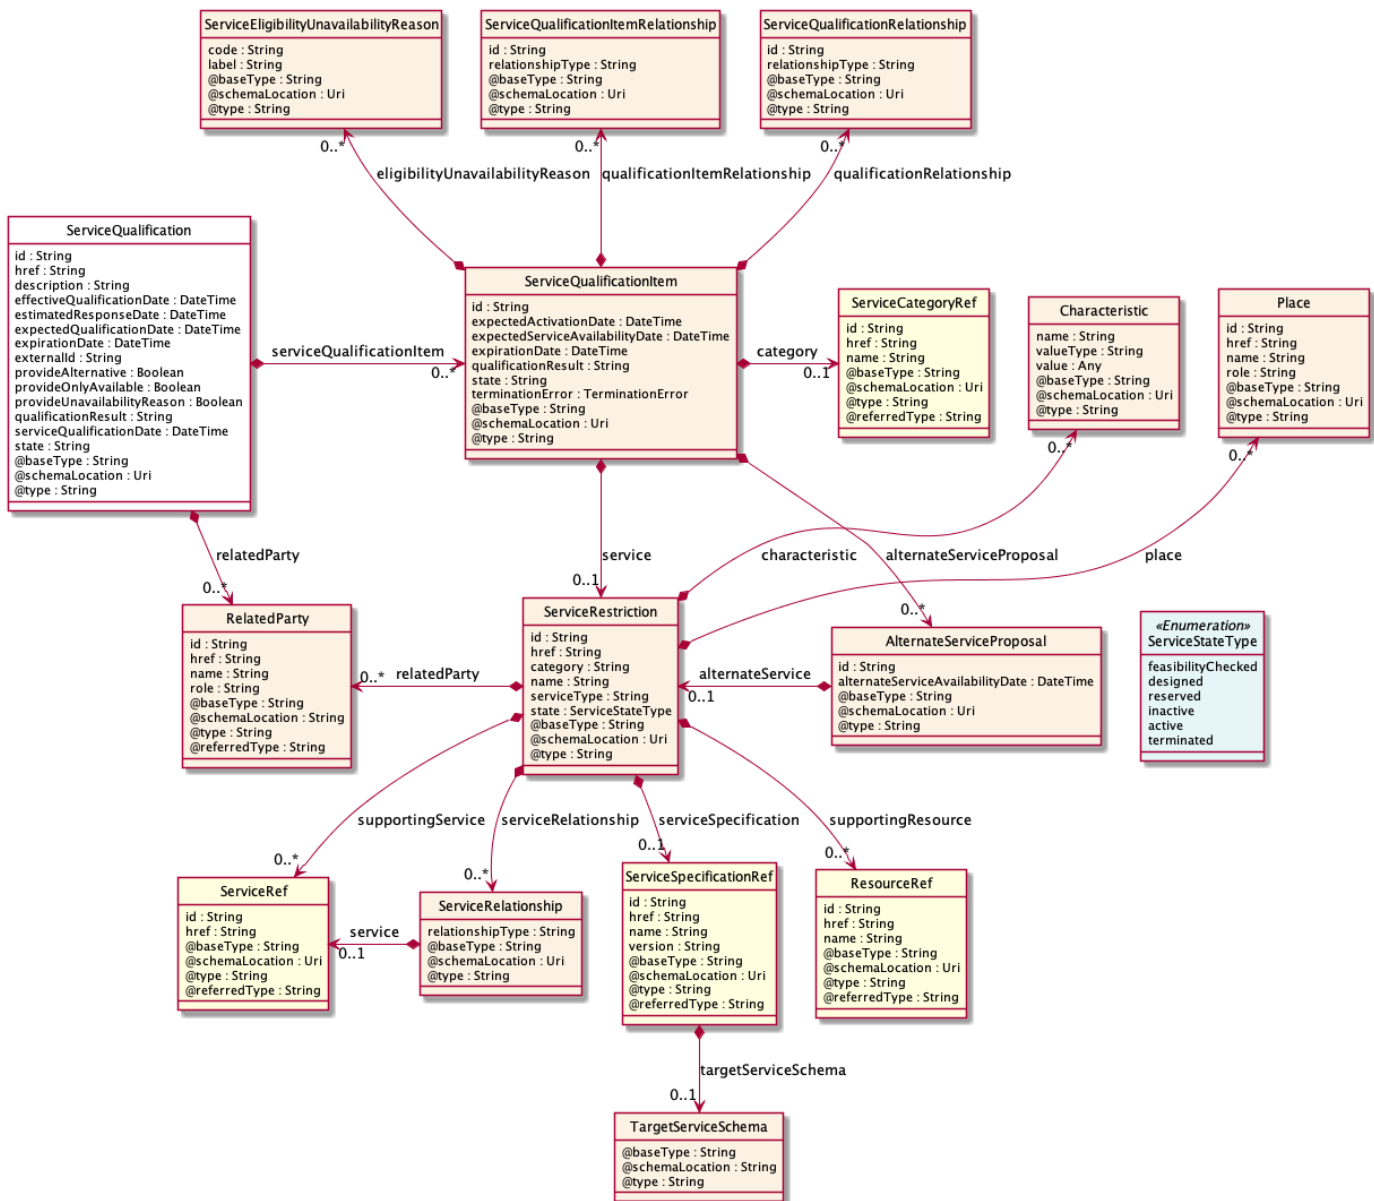 ServiceEligibilityUnavailabilityReason
code : String
label : String
@baseType : String
@schemaLocation : Uri
@type : String
ServiceQualificationItemRelationship
id : String
relationshipType : String
@baseType : String
@schemaLocation : Uri
@type : String
ServiceQualificationRelationship
id : String
relationshipType : String
@baseType : String
@schemaLocation : Uri
@type : String
0..*
0..*
0..*
eligibilityUnavailabilityReason
qualificationItemRelationship
qualificationRelationship
ServiceQualification
id : String
href : String
description : String
effectiveQualificationDate : DateTime
estimatedResponseDate : DateTime
expectedQualificationDate : DateTime
expirationDate : DateTime
externalId : String
provideAlternative : Boolean
provideOnlyAvailable : Boolean
provideUnavailabilityReason : Boolean
qualificationResult : String
serviceQualificationDate : DateTime
state : String
@baseType : String
@schemaLocation : Uri
@type : String
serviceQualificationItem
0..*
ServiceQualificationItem
id : String
expectedActivationDate : DateTime
expectedServiceAvailabilityDate : DateTime
expirationDate : DateTime
qualificationResult : String
state : String
terminationError : TerminationError
@baseType : String
@schemaLocation : Uri
@type : String
category
0..1
ServiceCategoryRef
id : String
href : String
name : String
@baseType : String
@schemaLocation : Uri
@type : String
@referredType : String
Characteristic
name : String
valueType : String
value : Any
@baseType : String
@schemaLocation : Uri
@type : String
0..*
Place
id : String
href : String
name : String
role : String
@baseType : String
@schemaLocation : Uri
@type : String
0..*
relatedParty
0..*
service
0..1
characteristic
alternateServiceProposal
0..*
place
RelatedParty
id : String
href : String
name : String
role : String
@baseType : String
@schemaLocation : String
@type : String
@referredType : String
0..*
relatedParty
ServiceRestriction
id : String
href : String
category : String
name : String
serviceType : String
state : ServiceStateType
@baseType : String
@schemaLocation : Uri
@type : String
alternateService
0..1
AlternateServiceProposal
id : String
alternateServiceAvailabilityDate : DateTime
@baseType : String
@schemaLocation : Uri
@type : String
«Enumeration»
ServiceStateType
feasibilityChecked
designed
reserved
inactive
active
terminated
supportingService
serviceRelationship
serviceSpecification
supportingResource
0..*
0..*
0..1
0..*
ServiceRef
id : String
href : String
@baseType : String
@schemaLocation : Uri
@type : String
@referredType : String
service
0..1
ServiceRelationship
relationshipType : String
@baseType : String
@schemaLocation : Uri
@type : String
ServiceSpecificationRef
id : String
href : String
name : String
version : String
@baseType : String
@schemaLocation : Uri
@type : String
@referredType : String
ResourceRef
id : String
href : String
name : String
@baseType : String
@schemaLocation : Uri
@type : String
@referredType : String
targetServiceSchema
0..1
TargetServiceSchema
@baseType : String
@schemaLocation : String
@type : String